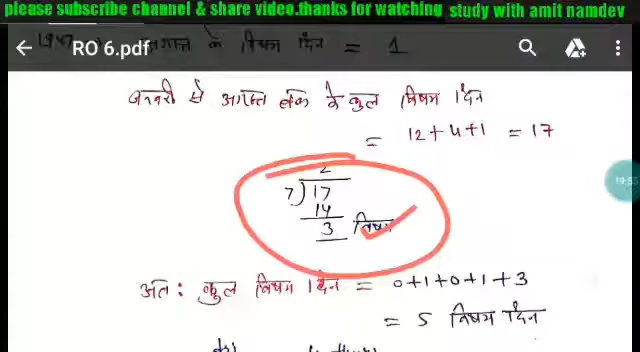 please subscribe channel & share video.thanks for watching study with amit namdev
1947 के विषम दिन = 1
RO 6.pdf
जनवरी से अगस्त तक के कुल विषम दिन
= 12+4+1 = 17
19:55
2
7) 17
14
3 विषम
अत: कुल विषम दिन = 0+1+0+1+3
= 5 विषम दिन